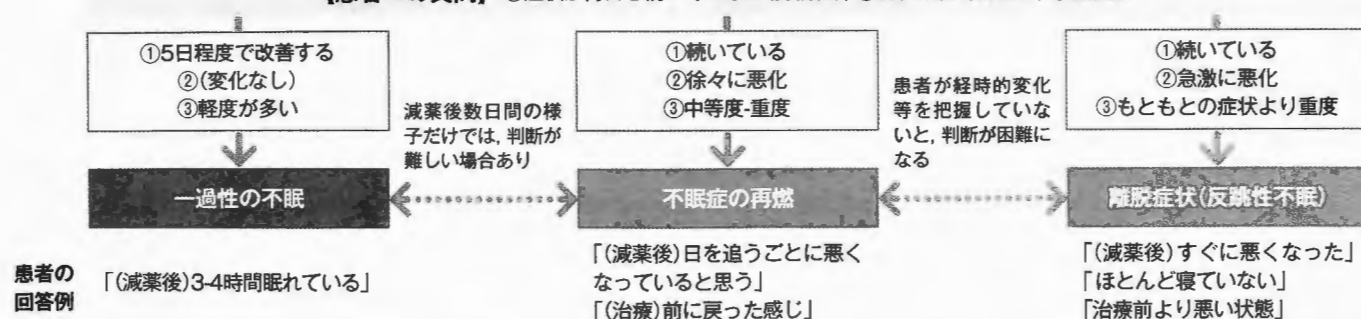 ①5日程度で改善する
②(変化なし)
③軽度が多い
減薬後数日間の様
子だけでは, 判断が
難しい場合あり
①続いている
②徐々に悪化
③中等度-重度
患者が経時的変化
等を把握していな
いと, 判断が困難に
なる
①続いている
②急激に悪化
③もともとの症状より重度
一過性の不眠
不眠症の再燃
離脱症状(反跳性不眠)
患者の
回答例
「(減薬後)3-4時間眠れている」
「(減薬後)日を追うごとに悪く
なっていると思う」
「(治療)前に戻った感じ」
「(減薬後)すぐに悪くなった」
「ほとんど寝ていない」
「治療前より悪い状態」